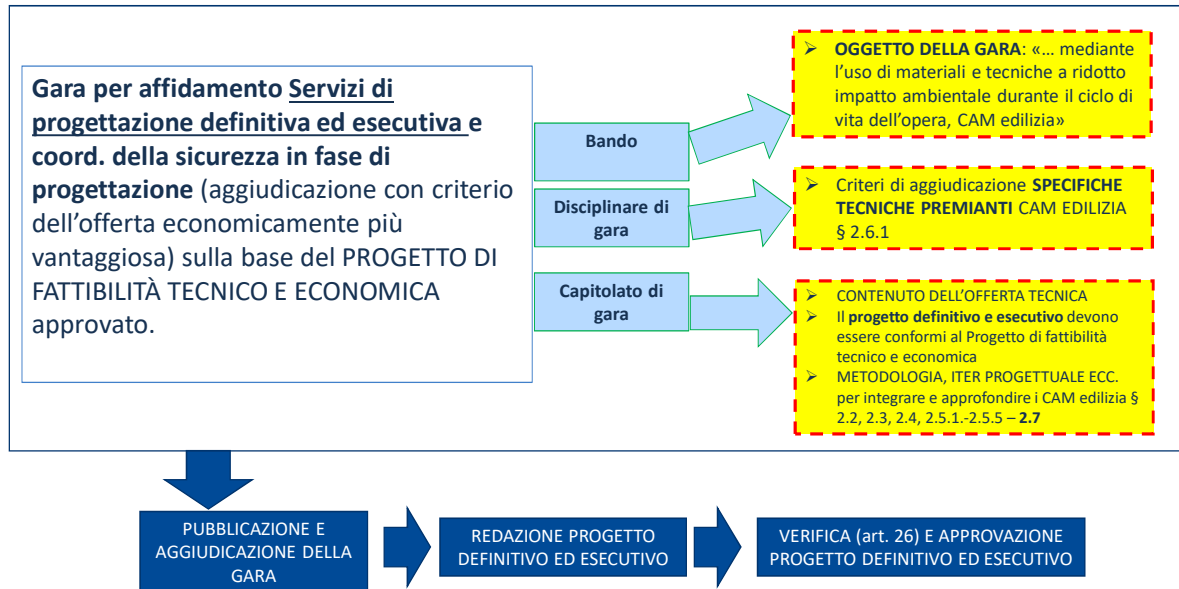 Gara per affidamento Servizi di
progettazione definitiva ed esecutiva e
coord. della sicurezza in fase di
progettazione (aggiudicazione con criterio
dell'offerta economicamente più
vantaggiosa) sulla base del PROGETTO DI
FATTIBILITÀ TECNICO E ECONOMICA
approvato.
Bando
Disciplinare di
gara
Capitolato di
gara
➢ OGGETTO DELLA GARA: «… mediante
l'uso di materiali e tecniche a ridotto
impatto ambientale durante il ciclo di
vita dell'opera, CAM edilizia»
➢ Criteri di aggiudicazione SPECIFICHE
TECNICHE PREMIANTI CAM EDILIZIA
§ 2.6.1
➢ CONTENUTO DELL'OFFERTA TECNICA
➢ Il progetto definitivo e esecutivo devono
essere conformi al Progetto di fattibilità
tecnico e economica
➢ METODOLOGIA, ITER PROGETTUALE ECC.
per integrare e approfondire i CAM edilizia §
2.2, 2.3, 2.4, 2.5.1.-2.5.5 – 2.7
PUBBLICAZIONE E
AGGIUDICAZIONE DELLA
GARA
REDAZIONE PROGETTO
DEFINITIVO ED ESECUTIVO
VERIFICA (art. 26) E APPROVAZIONE
PROGETTO DEFINITIVO ED ESECUTIVO